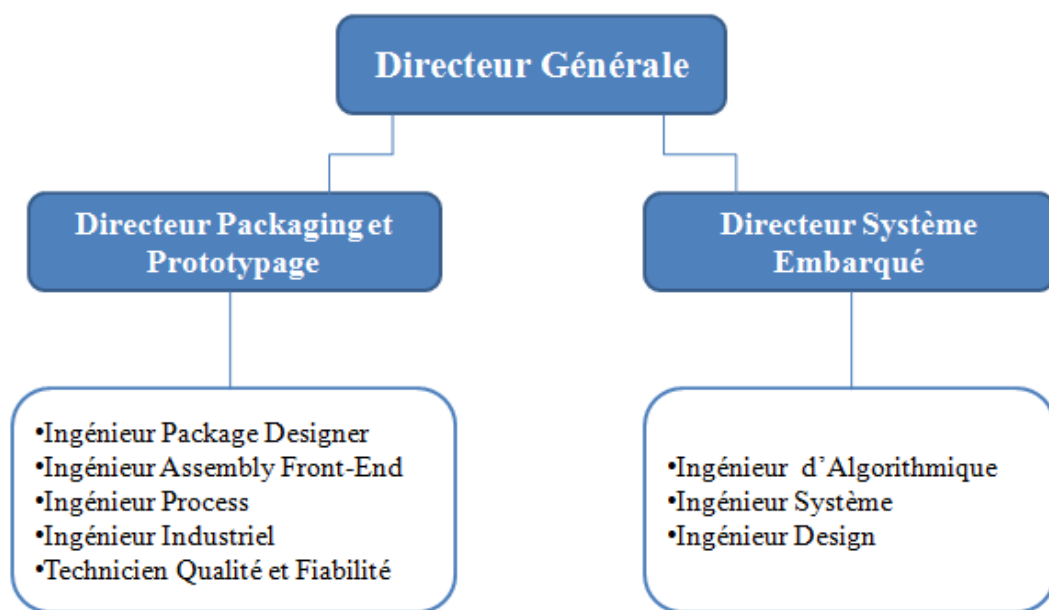 Directeur Générale
Directeur Packaging et
Prototypage
Directeur Système
Embarqué
•Ingénieur Package Designer
•Ingénieur Assembly Front-End
•Ingénieur Process
•Ingénieur Industriel
•Technicien Qualité et Fiabilité
•Ingénieur d’Algorithmique
•Ingénieur Système
•Ingénieur Design